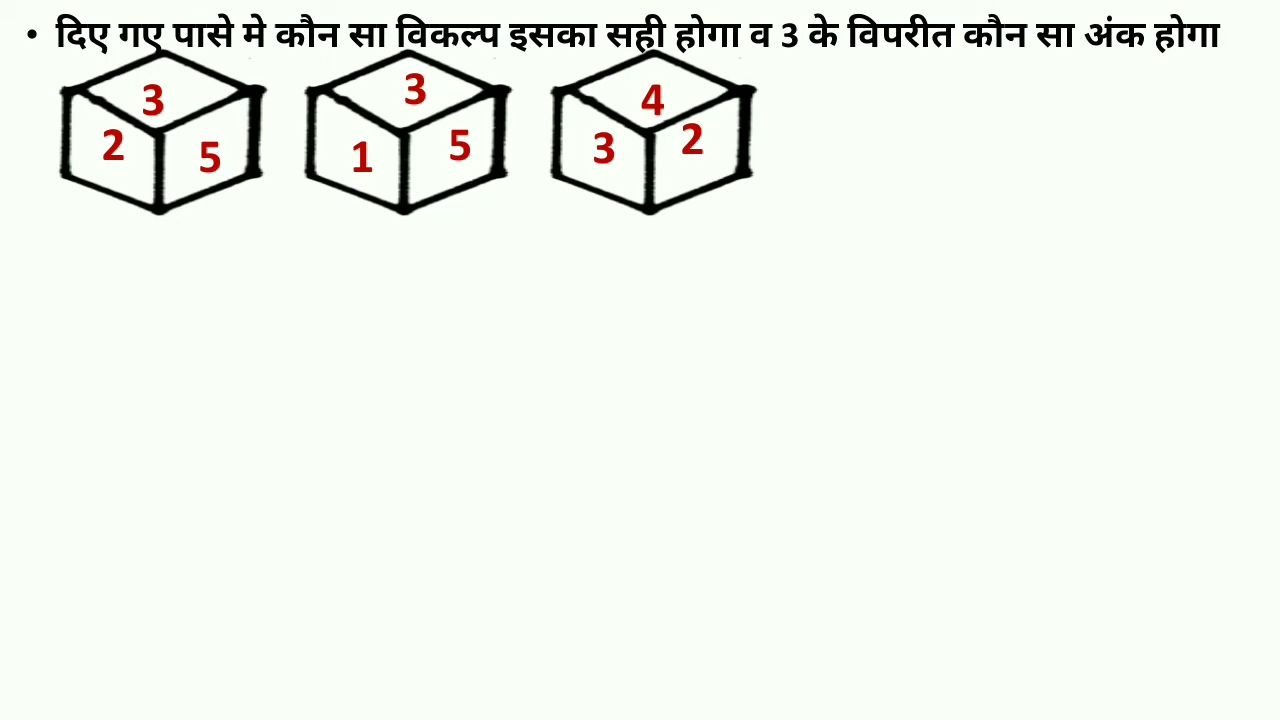 • दिए गए पासे मे कौन सा विकल्प इसका सही होगा व 3 के विपरीत कौन सा अंक होगा
3 3 4
2 5 1 5 3 2